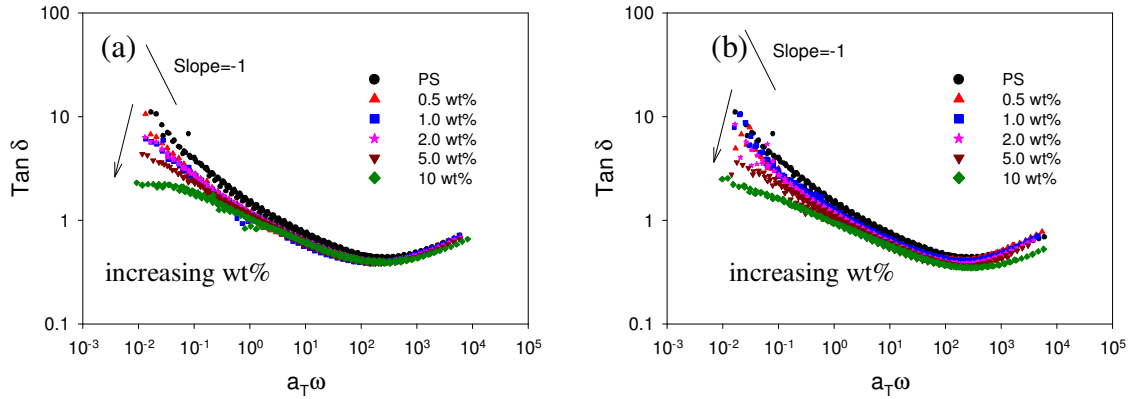 100
10
1
0.1
Tan δ
(a)
Slope=-1
PS
0.5 wt%
1.0 wt%
2.0 wt%
5.0 wt%
10 wt%
increasing wt%
10-3 10-2 10-1 100 101 102 103 104 105
aTω
100
10
1
0.1
Tan δ
(b)
Slope=-1
PS
0.5 wt%
1.0 wt%
2.0 wt%
5.0 wt%
10 wt%
increasing wt%
10-3 10-2 10-1 100 101 102 103 104 105
aTω